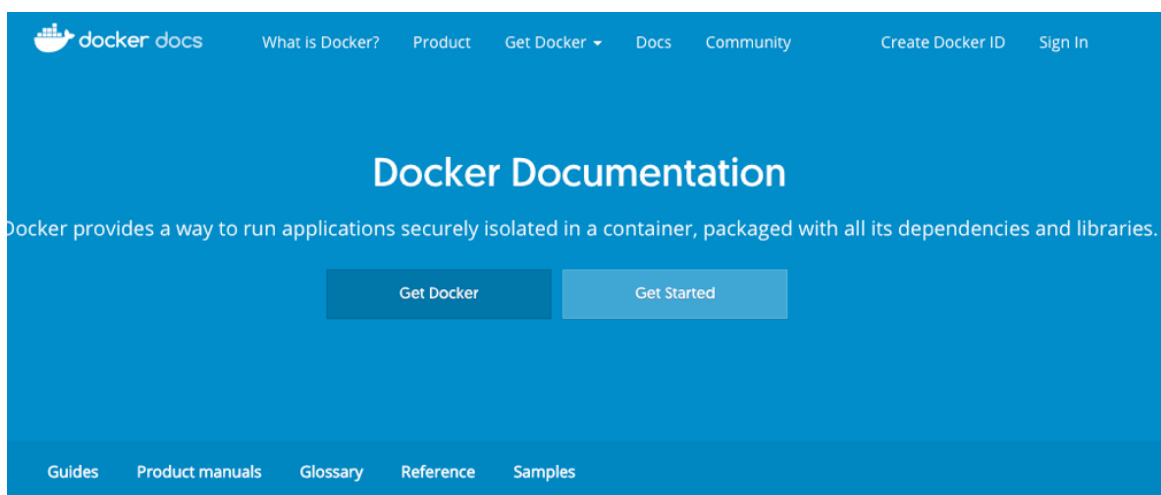 docker docs What is Docker? Product Get Docker Docs Community Create Docker ID Sign In
Docker Documentation
Docker provides a way to run applications securely isolated in a container, packaged with all its dependencies and libraries.
Get Docker Get Started
Guides Product manuals Glossary Reference Samples